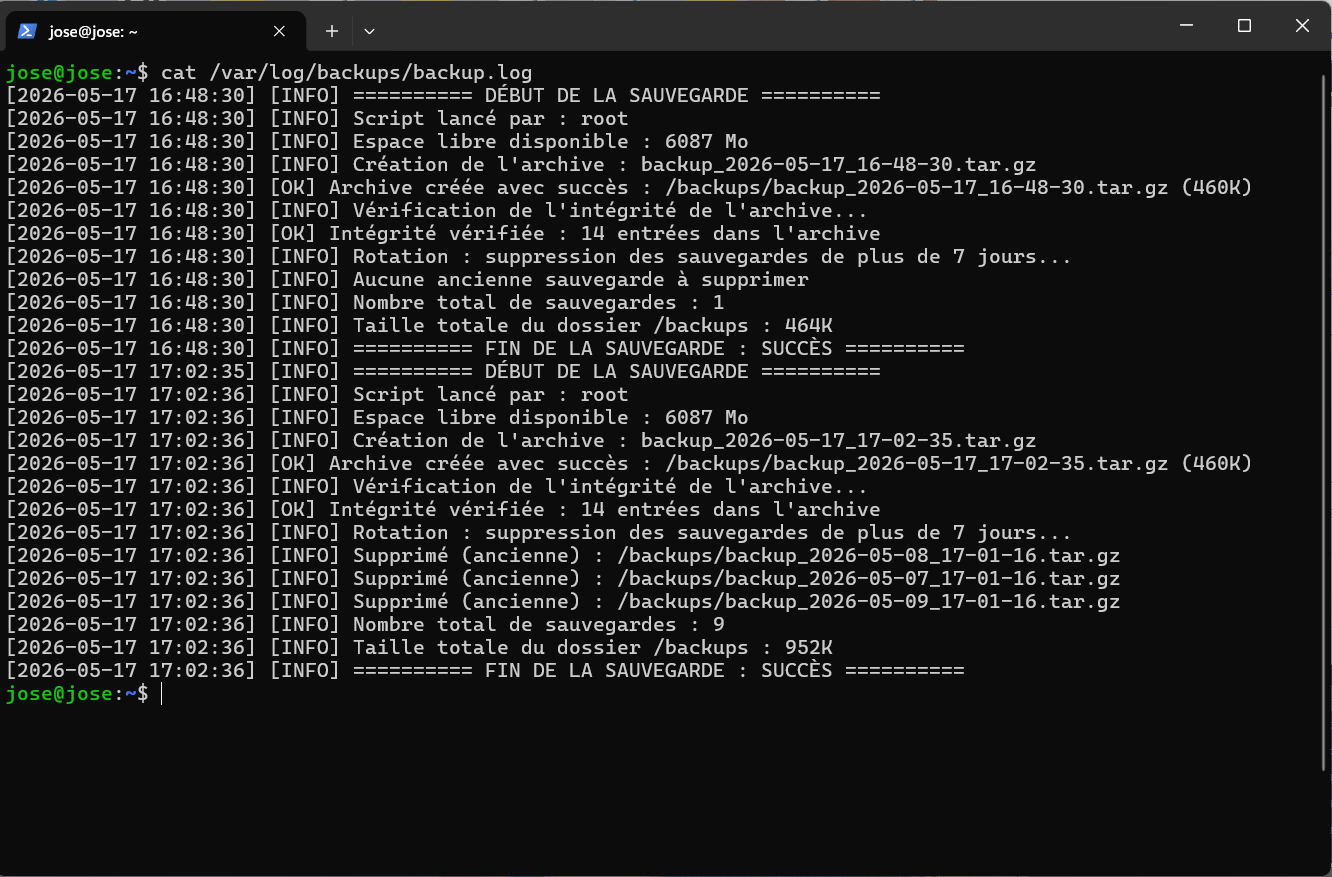 jose@jose: ~
jose@jose:~$ cat /var/log/backups/backup.log
[2026-05-17 16:48:30] [INFO] ========== DÉBUT DE LA SAUVEGARDE ==========
[2026-05-17 16:48:30] [INFO] Script lancé par : root
[2026-05-17 16:48:30] [INFO] Espace libre disponible : 6087 Mo
[2026-05-17 16:48:30] [INFO] Création de l'archive : backup_2026-05-17_16-48-30.tar.gz
[2026-05-17 16:48:30] [OK] Archive créée avec succès : /backups/backup_2026-05-17_16-48-30.tar.gz (460K)
[2026-05-17 16:48:30] [INFO] Vérification de l'intégrité de l'archive...
[2026-05-17 16:48:30] [OK] Intégrité vérifiée : 14 entrées dans l'archive
[2026-05-17 16:48:30] [INFO] Rotation : suppression des sauvegardes de plus de 7 jours...
[2026-05-17 16:48:30] [INFO] Aucune ancienne sauvegarde à supprimer
[2026-05-17 16:48:30] [INFO] Nombre total de sauvegardes : 1
[2026-05-17 16:48:30] [INFO] Taille totale du dossier /backups : 464K
[2026-05-17 16:48:30] [INFO] ========== FIN DE LA SAUVEGARDE : SUCCÈS ==========
[2026-05-17 17:02:35] [INFO] ========== DÉBUT DE LA SAUVEGARDE ==========
[2026-05-17 17:02:36] [INFO] Script lancé par : root
[2026-05-17 17:02:36] [INFO] Espace libre disponible : 6087 Mo
[2026-05-17 17:02:36] [INFO] Création de l'archive : backup_2026-05-17_17-02-35.tar.gz
[2026-05-17 17:02:36] [OK] Archive créée avec succès : /backups/backup_2026-05-17_17-02-35.tar.gz (460K)
[2026-05-17 17:02:36] [INFO] Vérification de l'intégrité de l'archive...
[2026-05-17 17:02:36] [OK] Intégrité vérifiée : 14 entrées dans l'archive
[2026-05-17 17:02:36] [INFO] Rotation : suppression des sauvegardes de plus de 7 jours...
[2026-05-17 17:02:36] [INFO] Supprimé (ancienne) : /backups/backup_2026-05-08_17-01-16.tar.gz
[2026-05-17 17:02:36] [INFO] Supprimé (ancienne) : /backups/backup_2026-05-07_17-01-16.tar.gz
[2026-05-17 17:02:36] [INFO] Supprimé (ancienne) : /backups/backup_2026-05-09_17-01-16.tar.gz
[2026-05-17 17:02:36] [INFO] Nombre total de sauvegardes : 9
[2026-05-17 17:02:36] [INFO] Taille totale du dossier /backups : 952K
[2026-05-17 17:02:36] [INFO] ========== FIN DE LA SAUVEGARDE : SUCCÈS ==========
jose@jose:~$